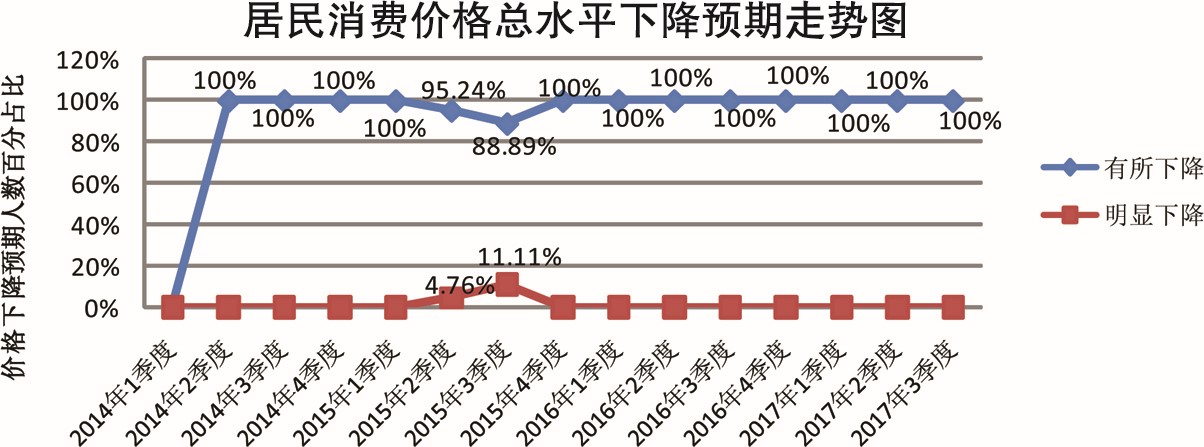 居民消费价格总水平下降预期走势图
价格下降预期人数百分占比
120%
100%
80%
60%
40%
20%
0%
100%
100%
100%
100%
95.24%
88.89%
100%
100%
100%
100%
100%
100%
100%
100%
4.76%
11.11%
有所下降
明显下降
2014年1季度
2014年2季度
2014年3季度
2014年4季度
2015年1季度
2015年2季度
2015年3季度
2015年4季度
2016年1季度
2016年2季度
2016年3季度
2016年4季度
2017年1季度
2017年2季度
2017年3季度